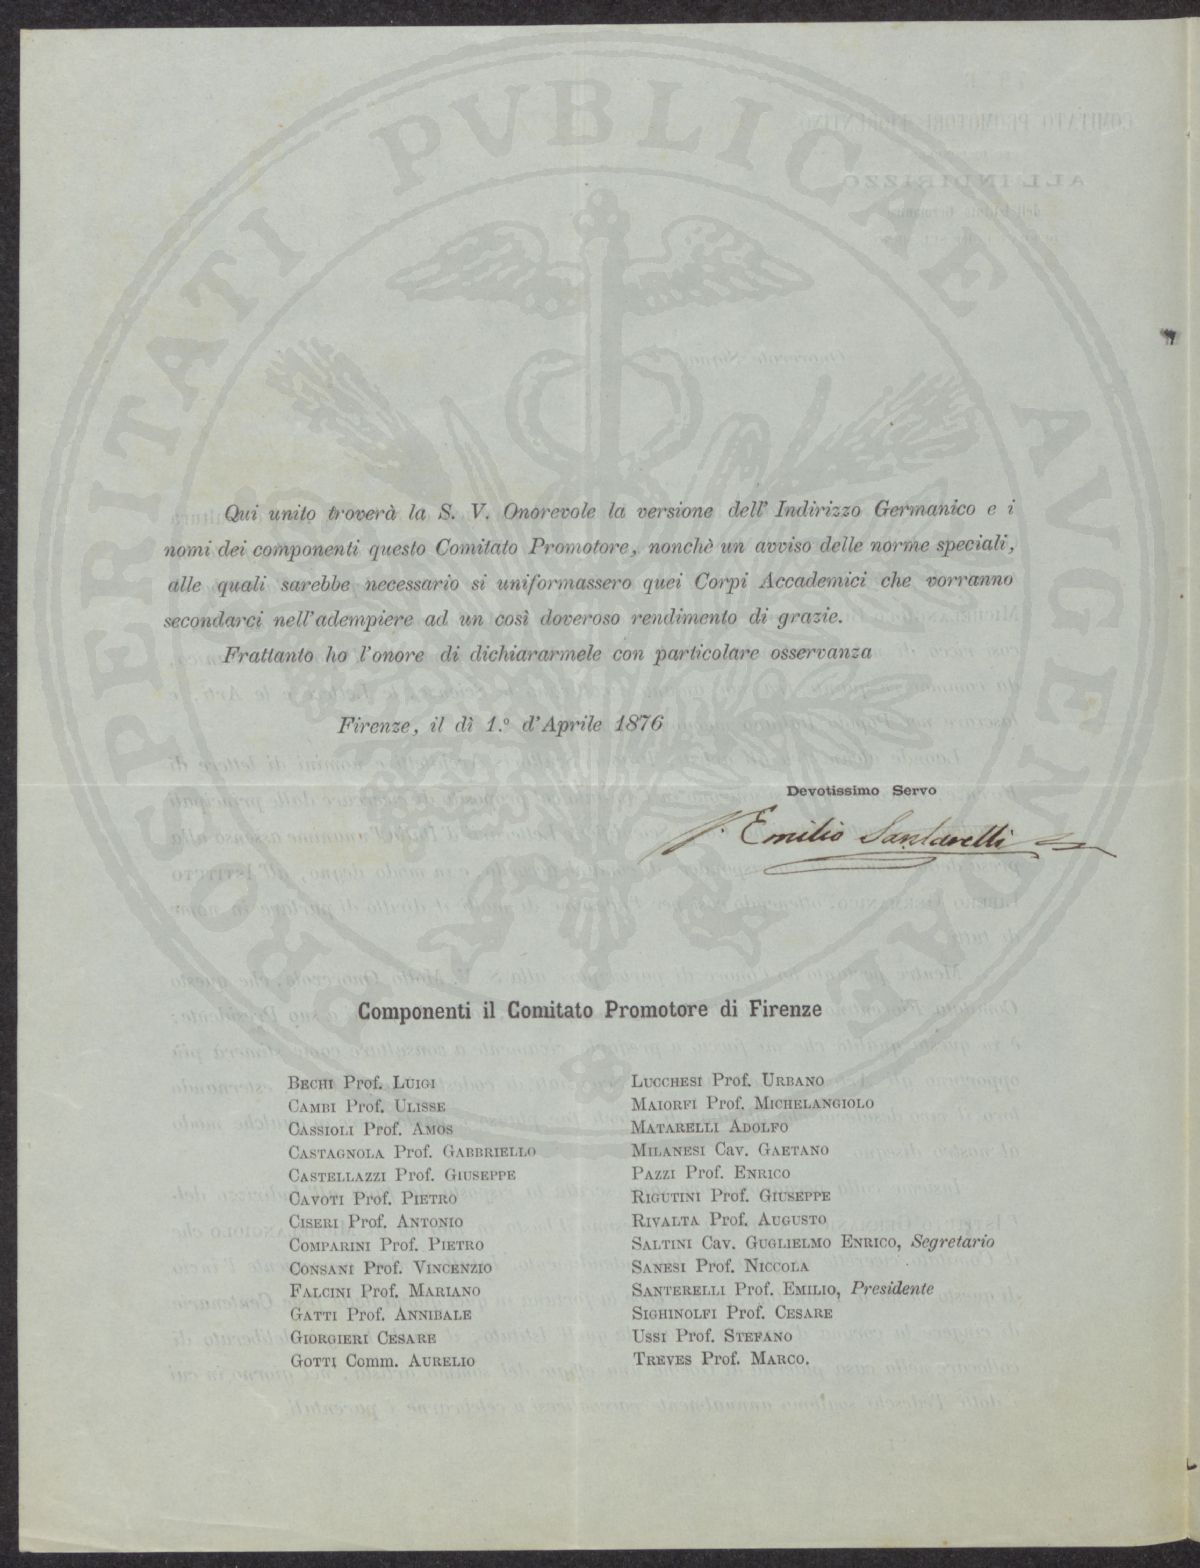 PROSPERITATI PVBLICAE AVGENDAE
Qui unito troverà la S. V. Onorevole la versione dell' Indirizzo Germanico e i
nomi dei componenti questo Comitato Promotore, nonchè un avviso delle norme speciali,
alle quali sarebbe necessario si uniformassero quei Corpi Accademici che vorranno
secondarci nell'adempiere ad un così doveroso rendimento di grazie.
Frattanto ho l'onore di dichiararmele con particolare osservanza
Firenze, il dì 1.º d'Aprile 1876
Devotissimo Servo
Emilio Santarelli
Componenti il Comitato Promotore di Firenze
BECHI Prof. LUIGI
CAMBI Prof. ULISSE
CASSIOLI Prof. AMOS
CASTAGNOLA Prof. GABBRIELLO
CASTELLAZZI Prof. GIUSEPPE
CAVOTI Prof. PIETRO
CISERI Prof. ANTONIO
COMPARINI Prof. PIETRO
CONSANI Prof. VINCENZIO
FALCINI Prof. MARIANO
GATTI Prof. ANNIBALE
GIORGIERI CESARE
GOTTI Comm. AURELIO
LUCCHESI Prof. URBANO
MAIORFI Prof. MICHELANGIOLO
MATARELLI ADOLFO
MILANESI Cav. GAETANO
PAZZI Prof. ENRICO
RIGUTINI Prof. GIUSEPPE
RIVALTA Prof. AUGUSTO
SALTINI Cav. GUGLIELMO ENRICO, Segretario
SANESI Prof. NICCOLA
SANTERELLI Prof. EMILIO, Presidente
SIGHINOLFI Prof. CESARE
USSI Prof. STEFANO
TREVES Prof. MARCO.